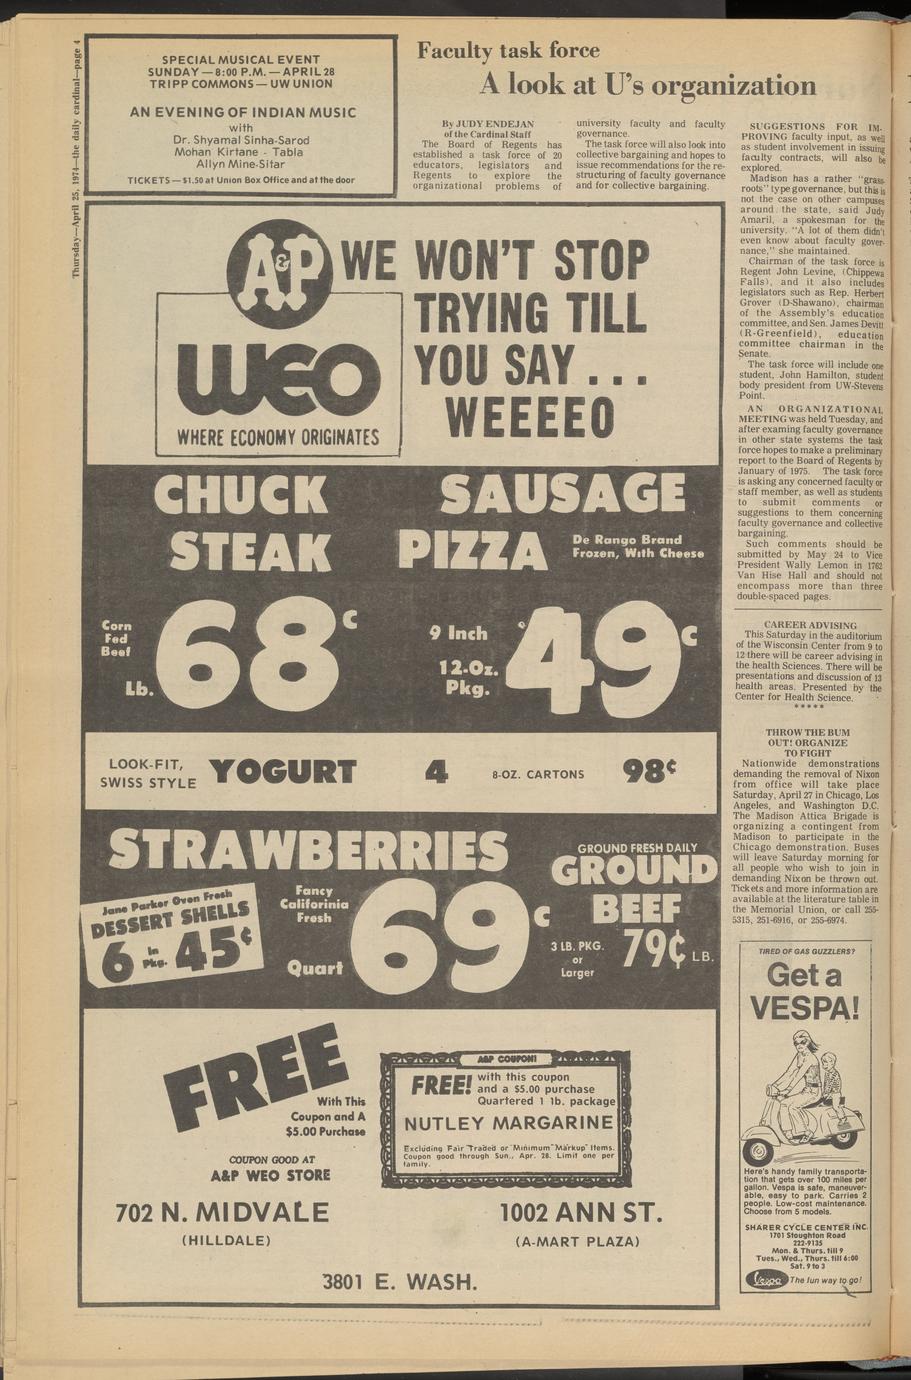 Thursday—April 25, 1974—the daily cardinal—page 4
SPECIAL MUSICAL EVENT
SUNDAY — 8:00 P.M. — APRIL 28
TRIPP COMMONS — UW UNION
AN EVENING OF INDIAN MUSIC
with
Dr. Shyamal Sinha-Sarod
Mohan Kirtane - Tabla
Allyn Mine-Sitar
TICKETS — $1.50 at Union Box Office and at the door
Faculty task force
A look at U's organization
By JUDY ENDEJAN
of the Cardinal Staff
The Board of Regents has
established a task force of 20
educators, legislators and
Regents to explore the
organizational problems of
university faculty and faculty
governance.
The task force will also look into
collective bargaining and hopes to
issue recommendations for the re-
structuring of faculty governance
and for collective bargaining.
SUGGESTIONS FOR IM-
PROVING faculty input, as well
as student involvement in issuing
faculty contracts, will also be
explored.
Madison has a rather "grass-
roots" type governance, but this is
not the case on other campuses
around the state, said Judy
Amaril, a spokesman for the
university. "A lot of them didn't
even know about faculty gover-
nance," she maintained.
Chairman of the task force is
Regent John Levine, (Chippewa
Falls), and it also includes
legislators such as Rep. Herbert
Grover (D-Shawano), chairman
of the Assembly's education
committee, and Sen. James Devitt
(R-Greenfield), education
committee chairman in the
Senate.
The task force will include one
student, John Hamilton, student
body president from UW-Stevens
Point.
AN ORGANIZATIONAL
MEETING was held Tuesday, and
after examing faculty governance
in other state systems the task
force hopes to make a preliminary
report to the Board of Regents by
January of 1975. The task force
is asking any concerned faculty or
staff member, as well as students
to submit comments or
suggestions to them concerning
faculty governance and collective
bargaining.
Such comments should be
submitted by May 24 to Vice
President Wally Lemon in 1762
Van Hise Hall and should not
encompass more than three
double-spaced pages.
CAREER ADVISING
This Saturday in the auditorium
of the Wisconsin Center from 9 to
12 there will be career advising in
the health Sciences. There will be
presentations and discussion of 13
health areas. Presented by the
Center for Health Science.
*****
THROW THE BUM
OUT! ORGANIZE
TO FIGHT
Nationwide demonstrations
demanding the removal of Nixon
from office will take place
Saturday, April 27 in Chicago, Los
Angeles, and Washington D.C.
The Madison Attica Brigade is
organizing a contingent from
Madison to participate in the
Chicago demonstration. Buses
will leave Saturday morning for
all people who wish to join in
demanding Nixon be thrown out.
Tickets and more information are
available at the literature table in
the Memorial Union, or call 255-
5315, 251-6916, or 255-6974.
A&P WE WON'T STOP
TRYING TILL
YOU SAY . . .
WEEEEO
WEO
WHERE ECONOMY ORIGINATES
CHUCK
STEAK
Corn
Fed
Beef
Lb.
68c
SAUSAGE
PIZZA
De Rango Brand
Frozen, With Cheese
9 Inch
12-Oz.
Pkg.
49c
LOOK-FIT,
SWISS STYLE YOGURT 4 8-OZ. CARTONS 98¢
STRAWBERRIES
Fancy
California
Fresh
Quart
69c
Jane Parker Oven Fresh
DESSERT SHELLS
6 In Pkg. 45¢
GROUND FRESH DAILY
GROUND
BEEF
3 LB. PKG.
or
Larger
79¢ LB.
FREE
With This
Coupon and A
$5.00 Purchase
COUPON GOOD AT
A&P WEO STORE
A&P COUPON!
FREE! with this coupon
and a $5.00 purchase
Quartered 1 lb. package
NUTLEY MARGARINE
Excluding Fair Traded or Minimum Markup Items.
Coupon good through Sun., Apr. 28. Limit one per
family.
702 N. MIDVALE
(HILLDALE)
1002 ANN ST.
(A-MART PLAZA)
3801 E. WASH.
TIRED OF GAS GUZZLERS?
Get a
VESPA!
Here's handy family transporta-
tion that gets over 100 miles per
gallon. Vespa is safe, maneuver-
able, easy to park. Carries 2
people. Low-cost maintenance.
Choose from 5 models.
SHARER CYCLE CENTER INC.
1701 Stoughton Road
222-9135
Mon. & Thurs. till 9
Tues., Wed., Thurs. till 6:00
Sat. 9 to 3
Vespa The fun way to go!